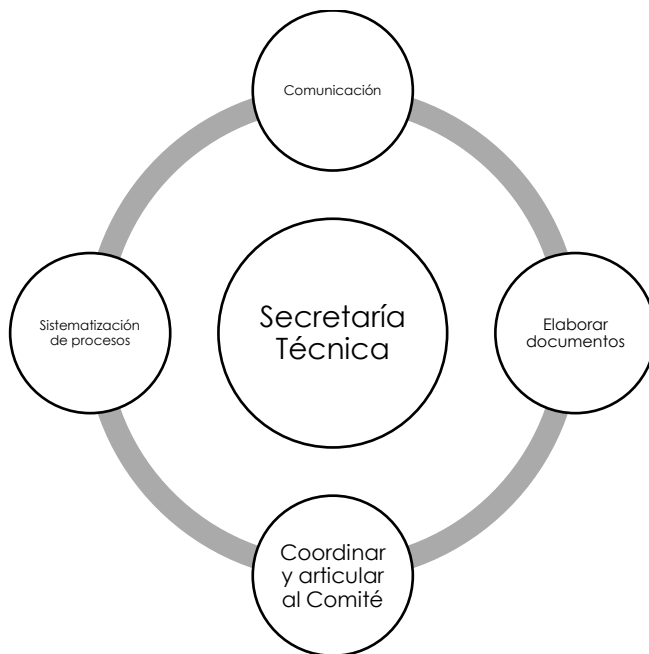 Comunicación
Sistematización
de procesos
Secretaría
Técnica
Elaborar
documentos
Coordinar
y articular
al Comité